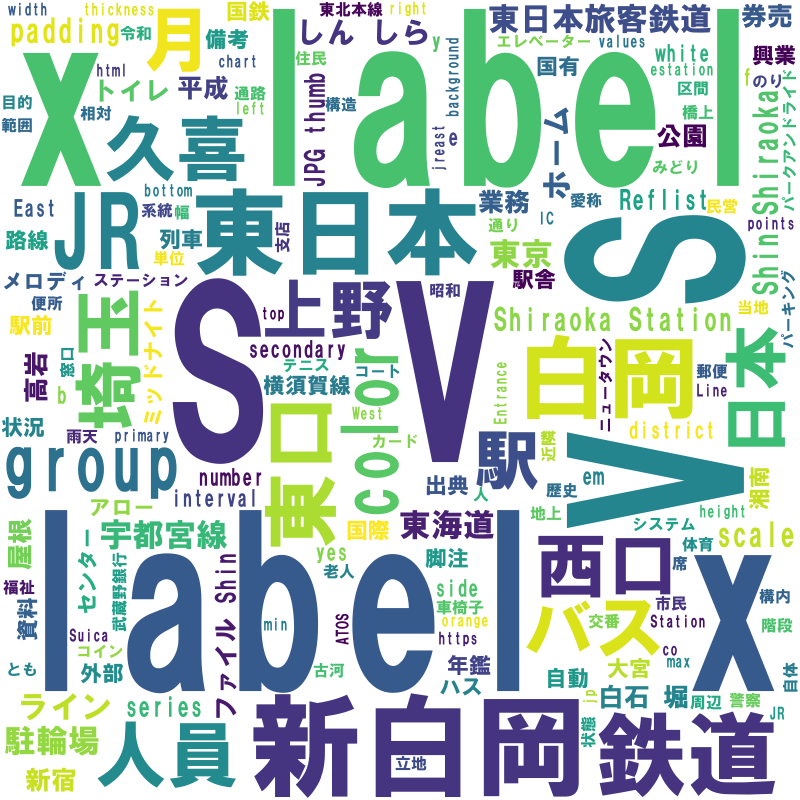 width
thickness
国鉄
東北本線
right
東日本旅客鉄道
券売
padding
令和
月
備考
しん しら
y
エレベーター
values
html
chart
住民
white
estation
興業
x label
トイレ
平成
通路
left
国有
区間
f
のり
目的
範囲
相対
久喜
構造
JPG thumb
jreast
e
background
ホーム
橋上
公園
みどり
Shin Shiraoka
パークアンドライド
East
JR
bottom
系統
幅
東日本
支店
業務
通り
IC
愛称
Reflist
民営
points
路線
列車
単位
東京
駅舎
S
メロディ
ステーション
便所
駅前
埼玉
ミッドナイト
S V
top
上野
昭和
Shiraoka Station
当地
パーキング
高岩
窓口
b
secondary
テニス
コート
横須賀線
color
West
カード
Entrance
白岡
ニュータウン
郵便
Line
日本
状況
雨天
primary
group
number
interval
東口
駅
出典
人
近隣
歴史
em
district
V
湘南
アロー
屋根
宇都宮線
国際
東海道
地上
システム
height
label x
福祉
資料
センター
武蔵野銀行
ファイル Shin
yes
老人
脚注
side
車椅子
orange
https
西口
体育
席
scale
Suica
コイン
min
ATOS
バス
交番
市民
Station
構内
階段
とも
外部
古河
年鑑
ハス
自動
大宮
co
max
自体
ライン
series
jp
白石
堀
周辺
警察
JR
駐輪場
人員
新白岡
立地
状態
鉄道
新宿